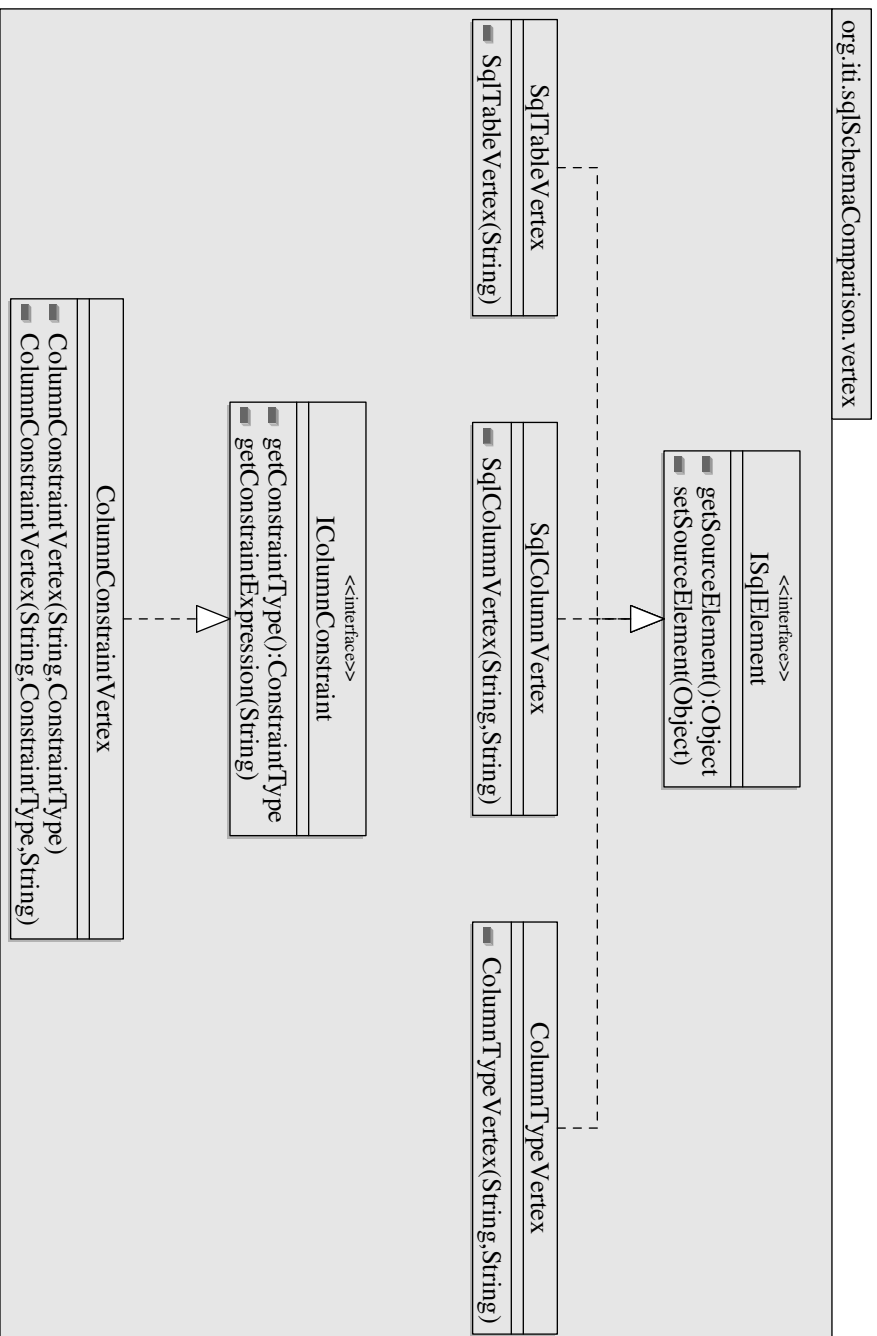 org.iti.sqlSchemaComparison.vertex
<<interface>>
ISqlElement
getSourceElement():Object
setSourceElement(Object)
SqlTableVertex
SqlTableVertex(String)
SqlColumnVertex
SqlColumnVertex(String,String)
ColumnTypeVertex
ColumnTypeVertex(String,String)
<<interface>>
IColumnConstraint
getConstraintType():ConstraintType
getConstraintExpression(String)
ColumnConstraintVertex
ColumnConstraintVertex(String,ConstraintType)
ColumnConstraintVertex(String,ConstraintType,String)